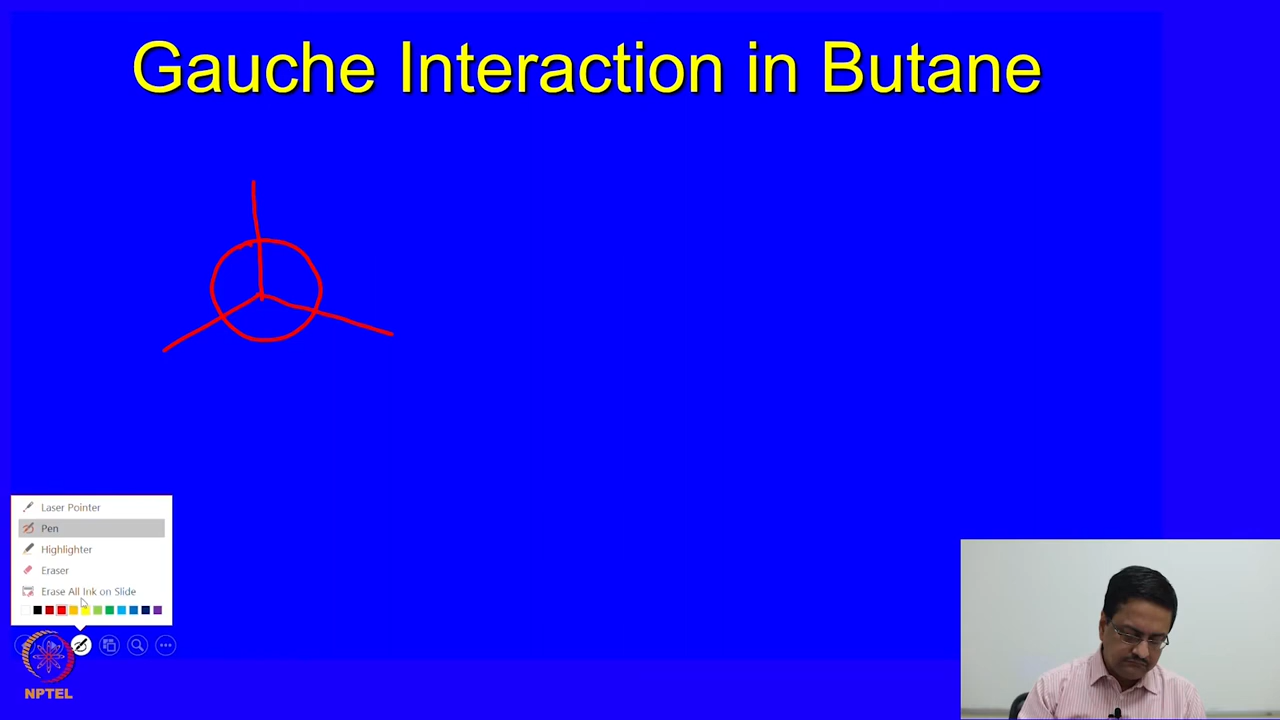 Gauche Interaction in Butane
Laser Pointer
Pen
Highlighter
Eraser
Erase All Ink on Slide
NPTEL